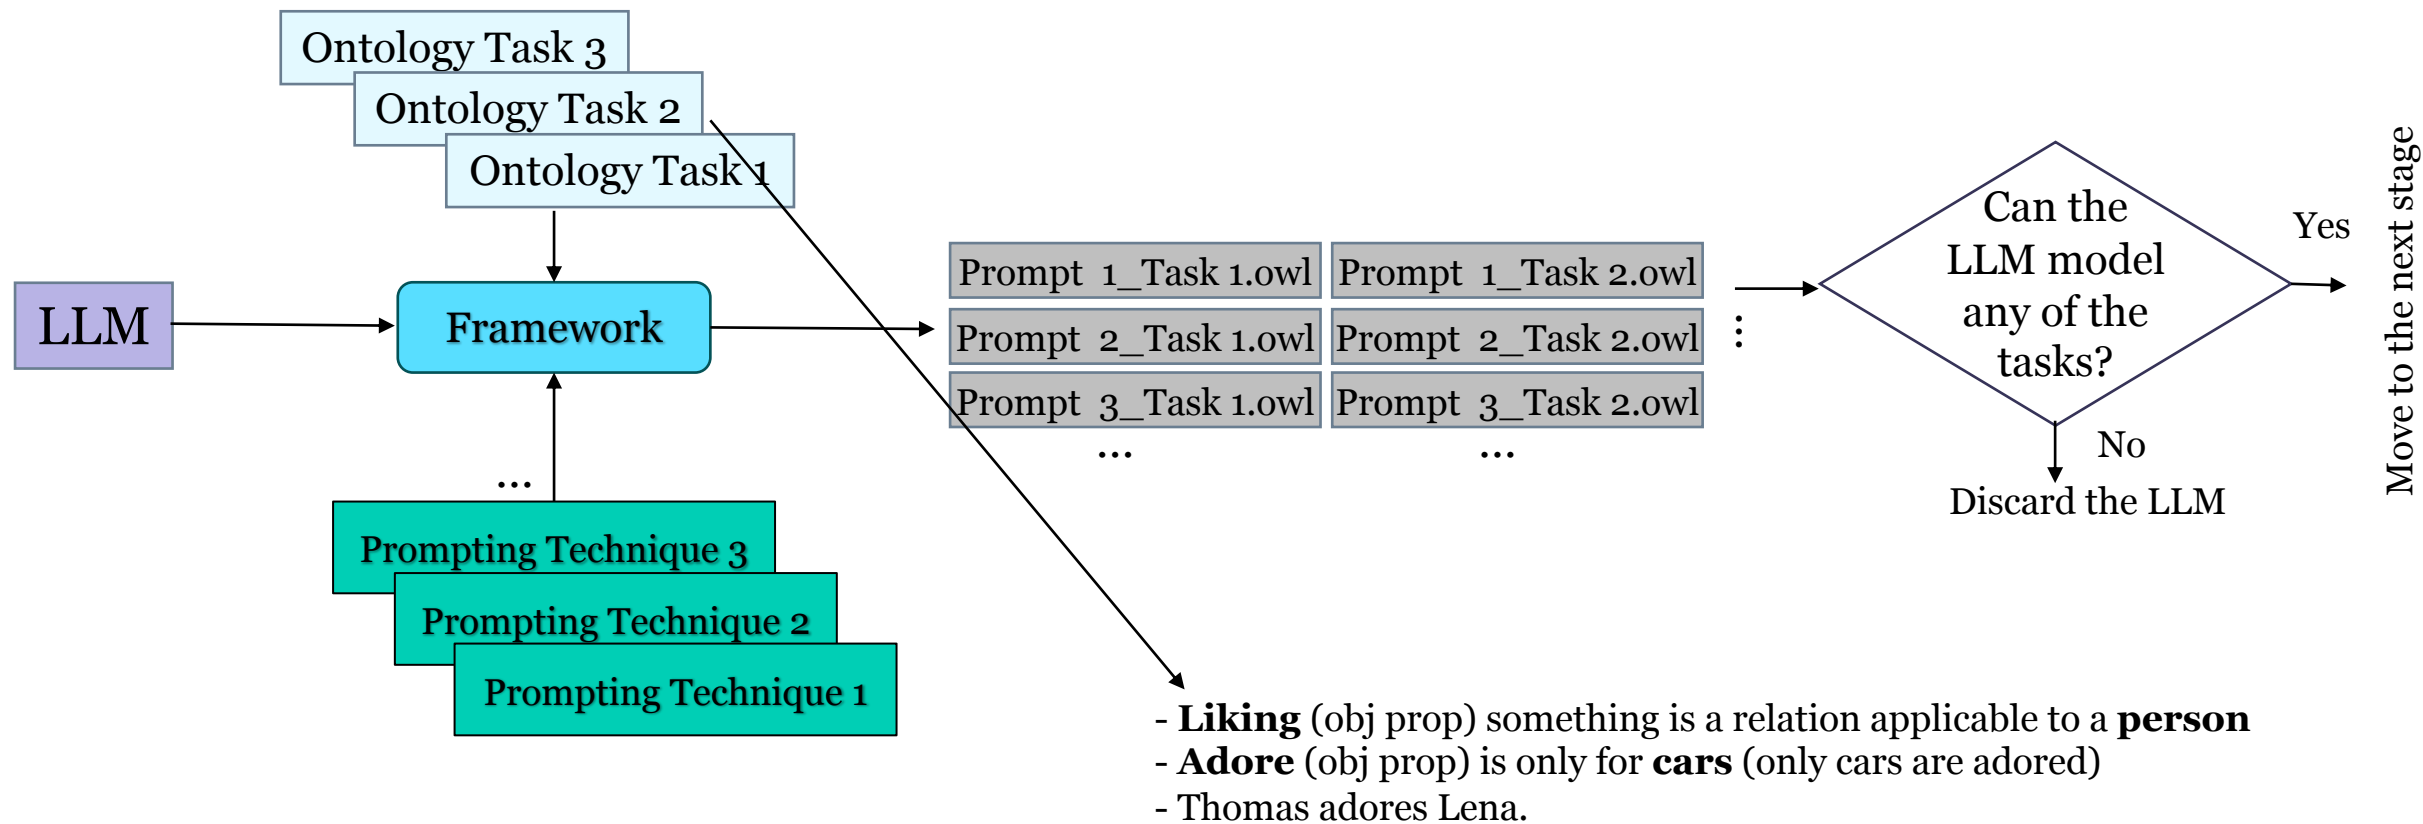 Ontology Task 3
Ontology Task 2
Ontology Task 1
LLM
Framework
...
Prompting Technique 3
Prompting Technique 2
Prompting Technique 1
Prompt 1_Task 1.owl
Prompt 1_Task 2.owl
Prompt 2_Task 1.owl
Prompt 2_Task 2.owl
...
Prompt 3_Task 1.owl
Prompt 3_Task 2.owl
...
...
Can the
LLM model
any of the
tasks?
Yes
Move to the next stage
No
Discard the LLM
- Liking (obj prop) something is a relation applicable to a person
- Adore (obj prop) is only for cars (only cars are adored)
- Thomas adores Lena.